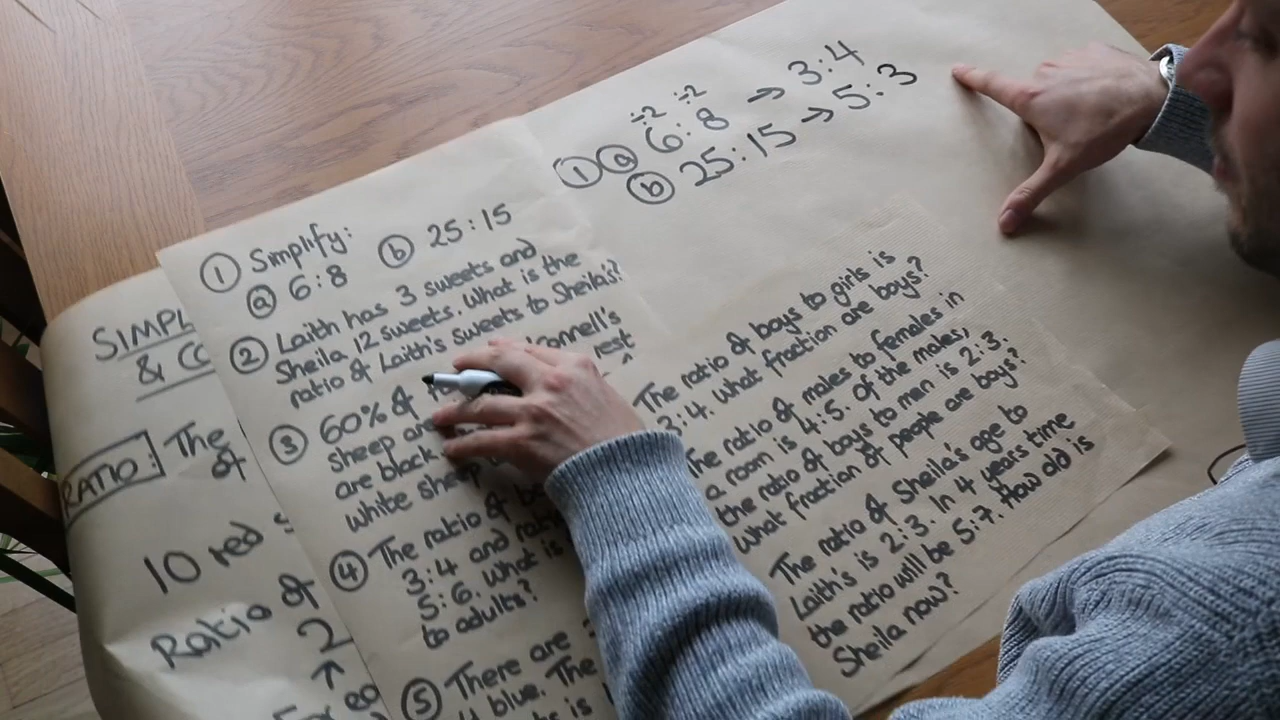 ① ⓐ 6:8 → 3:4
÷2 ÷2
ⓑ 25:15 → 5:3
① Simplify:
ⓐ 6:8 ⓑ 25:15
② Laith has 3 sweets and
Sheila 12 sweets. What is the
ratio of Laith's sweets to Sheila's?
③ 60% of
rest
sheep
are black
white sheep
④ The ratio of
3:4 and
5:6. What is
to adults?
⑤ There are
blue. The
is
The ratio of boys to girls is
3:4. What fraction are boys?
The ratio of males to females in
a room is 4:5. Of the males,
the ratio of boys to men is 2:3.
What fraction of people are boys?
The ratio of Sheila's age to
Laith's is 2:3. In 4 years time
the ratio will be 5:7. How old is
Sheila now?
&
RATIO: The
of
10 red
Ratio of
2
↑